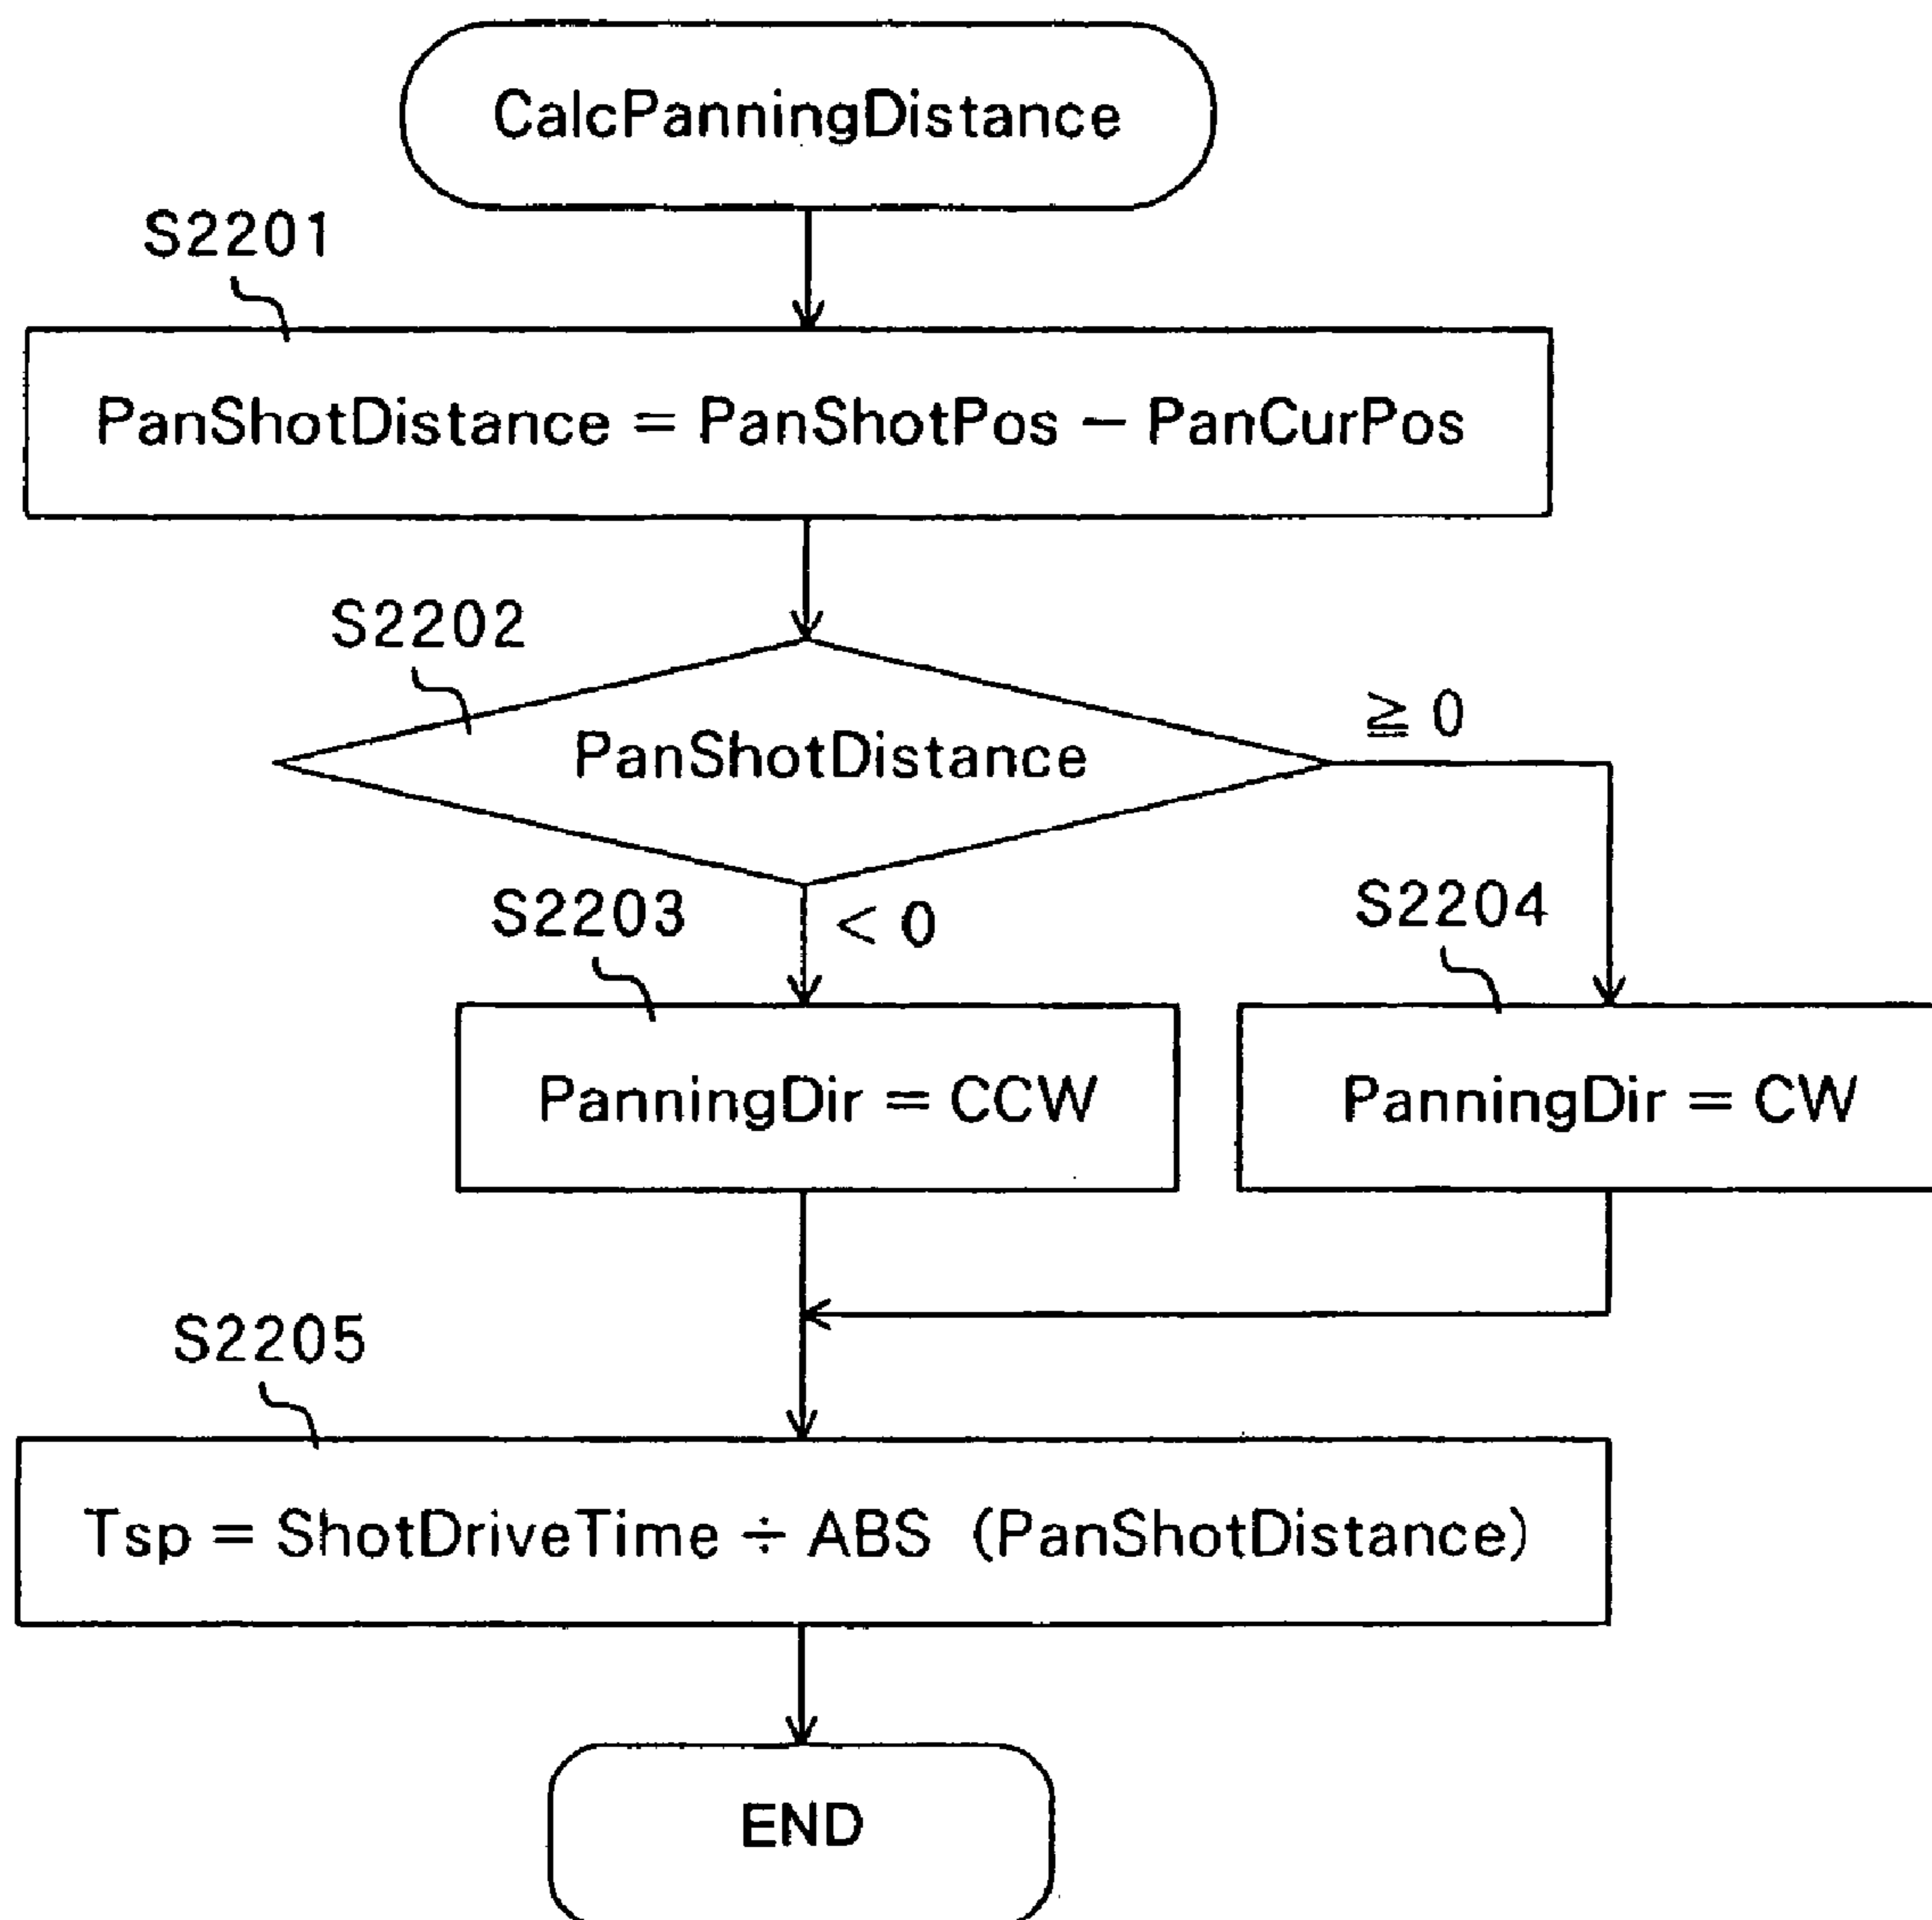 CalcPanningDistance
S2201
PanShotDistance = PanShotPos − PanCurPos
S2202
PanShotDistance
≧ 0
S2203
< 0
S2204
PanningDir = CCW
PanningDir = CW
S2205
Tsp = ShotDriveTime ÷ ABS (PanShotDistance)
END